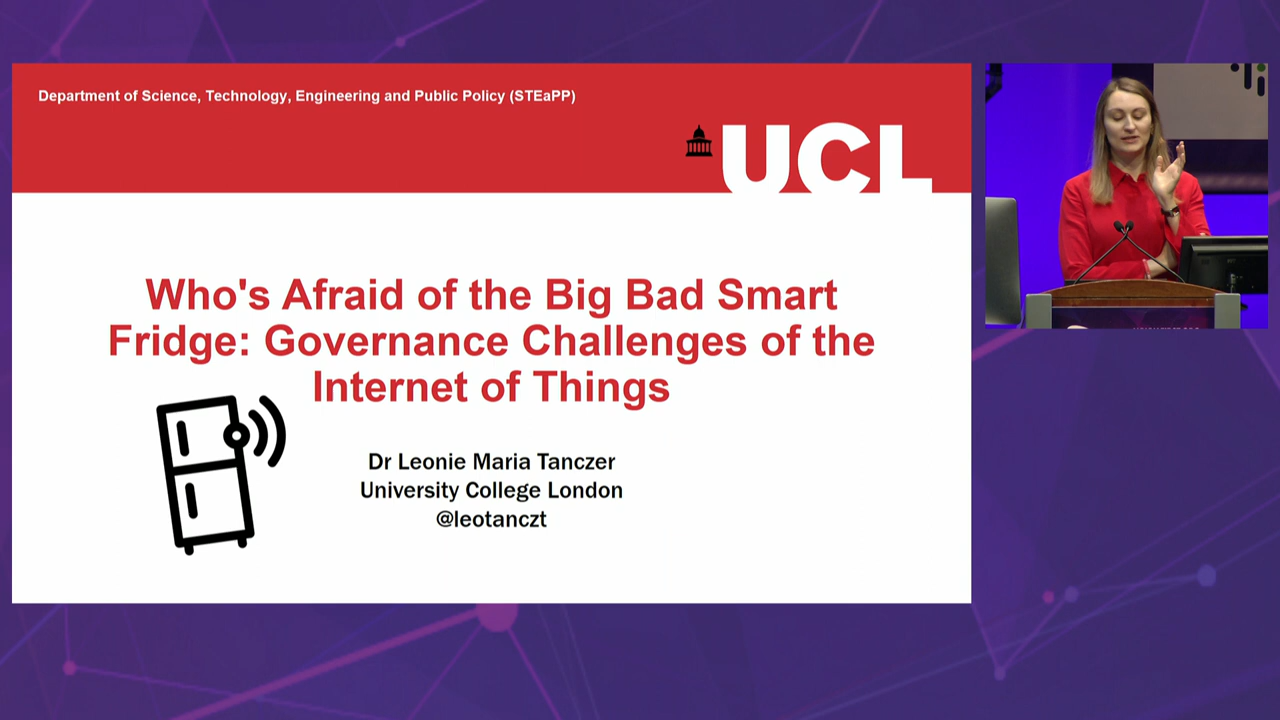 Department of Science, Technology, Engineering and Public Policy (STEaPP)
UCL
Who's Afraid of the Big Bad Smart
Fridge: Governance Challenges of the
Internet of Things
Dr Leonie Maria Tanczer
University College London
@leotanczt